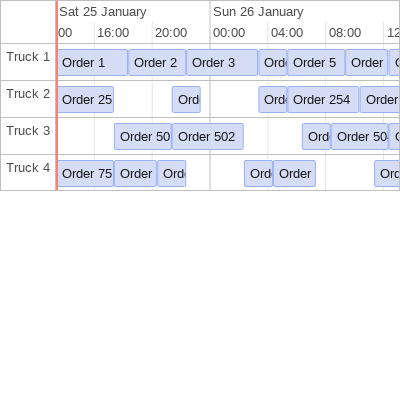 Sat 25 January Sun 26 January
00 16:00 20:00 00:00 04:00 08:00 12
Truck 1 Order 1 Order 2 Order 3 Ord Order 5 Order
Truck 2 Order 25 Ord Ord Order 254 Order
Truck 3 Order 50 Order 502 Ord Order 50
Truck 4 Order 75 Order Ord Ord Order Ord